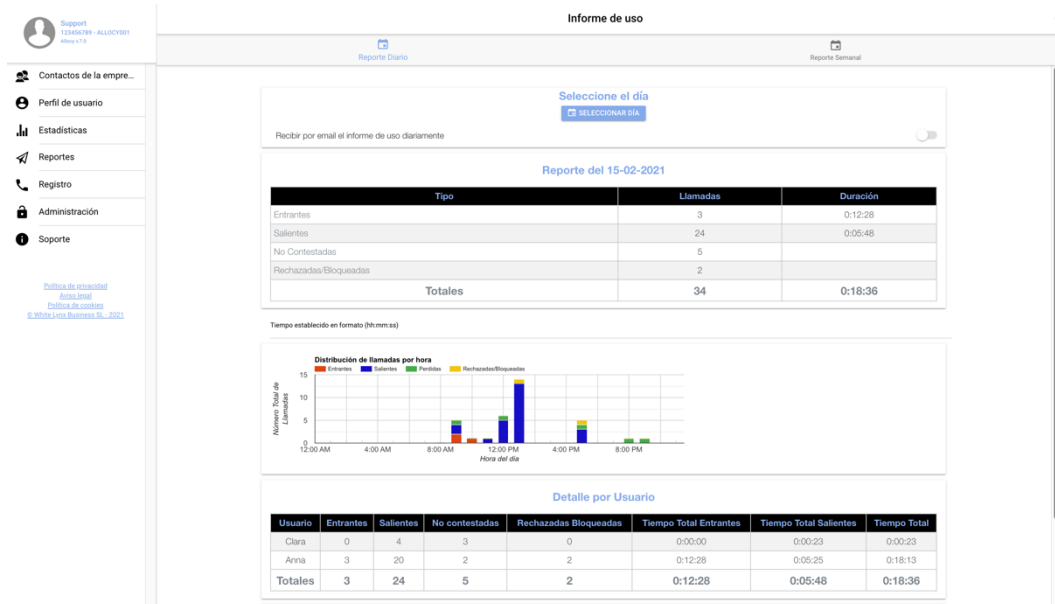 Support
123456789 - ALLOCY001
Allocy v.7.0
Contactos de la empre...
Perfil de usuario
Estadísticas
Reportes
Registro
Administración
Soporte
Política de privacidad
Aviso legal
Política de cookies
© White Lynx Business SL - 2021
Informe de uso
Reporte Diario
Reporte Semanal
Seleccione el día
SELECCIONAR DÍA
Recibir por email el informe de uso diariamente
Reporte del 15-02-2021
Tipo Llamadas Duración
Entrantes 3 0:12:28
Salientes 24 0:05:48
No Contestadas 5
Rechazadas/Bloqueadas 2
Totales 34 0:18:36
Tiempo establecido en formato (hh:mm:ss)
Distribución de llamadas por hora
Entrantes Salientes Perdidas Rechazadas/Bloqueadas
Número Total de
Llamadas
15
10
5
0
12:00 AM 4:00 AM 8:00 AM 12:00 PM 4:00 PM 8:00 PM
Hora del día
Detalle por Usuario
Usuario Entrantes Salientes No contestadas Rechazadas Bloqueadas Tiempo Total Entrantes Tiempo Total Salientes Tiempo Total
Clara 0 4 3 0 0:00:00 0:00:23 0:00:23
Anna 3 20 2 2 0:12:28 0:05:25 0:18:13
Totales 3 24 5 2 0:12:28 0:05:48 0:18:36